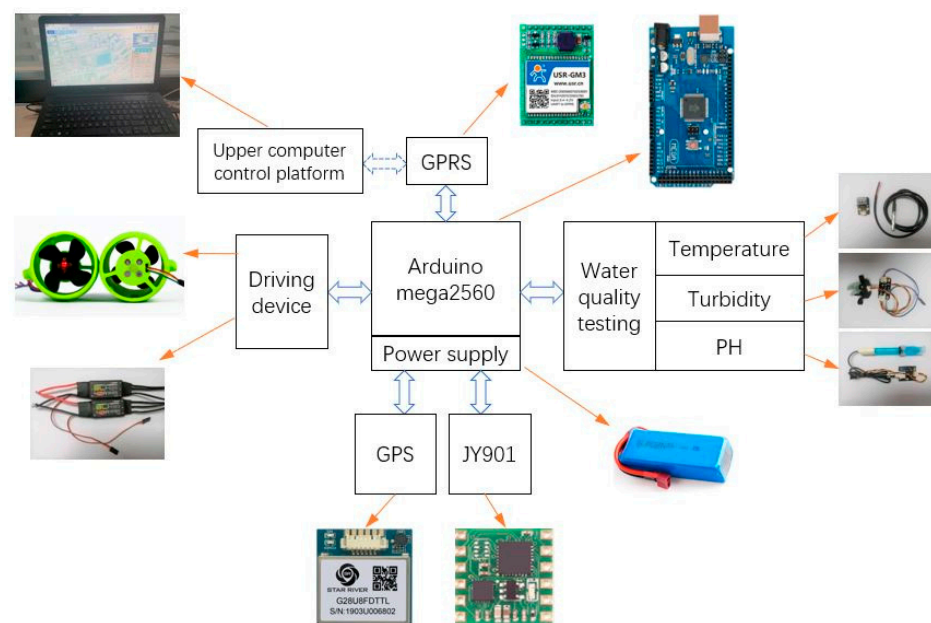 USR-GM3
www.usr.cn
Upper computer
control platform
GPRS
Driving
device
Arduino
mega2560
Power supply
Water
quality
testing
Temperature
Turbidity
PH
GPS
JY901
STAR RIVER
G28U8FDTTL
S/N:1903U006802